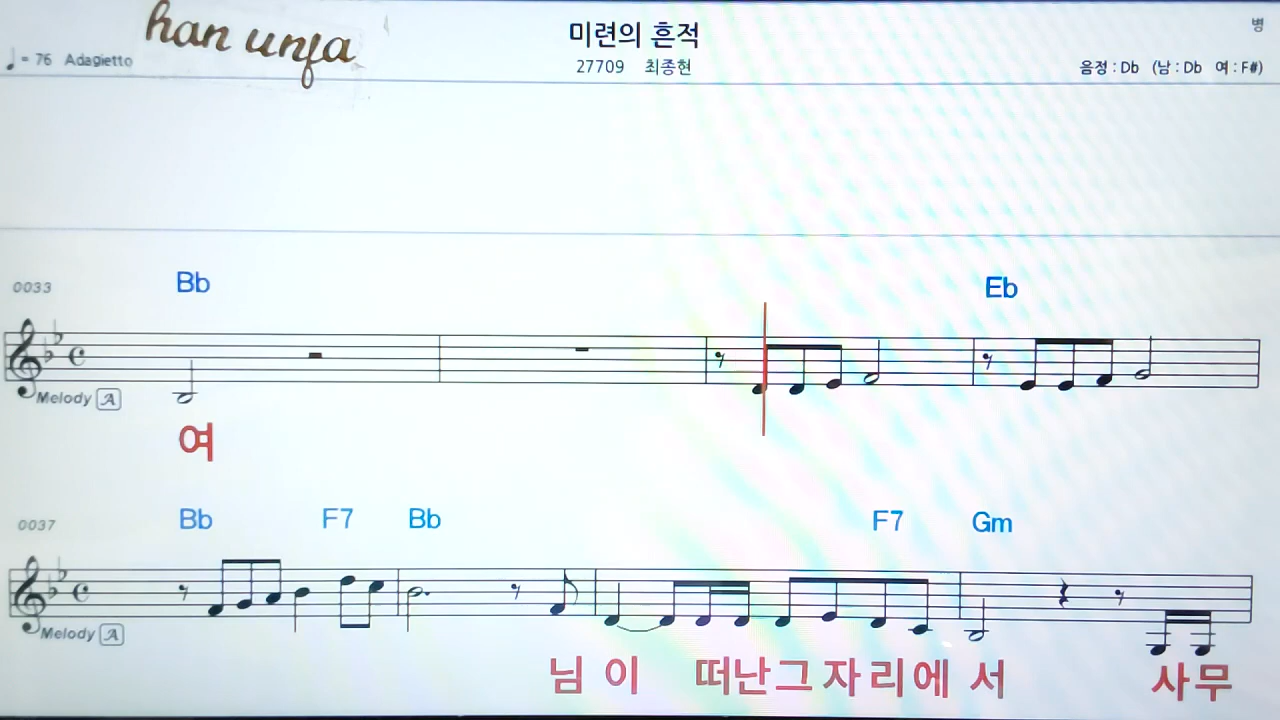 han unja
미련의 흔적
병
♩= 76 Adagietto
27709 최종현
음정 : Db (남 : Db 여 : F#)
0033
Bb Eb
Melody A
여
0037
Bb F7 Bb F7 Gm
Melody A
님 이 떠난그 자 리에 서 사무